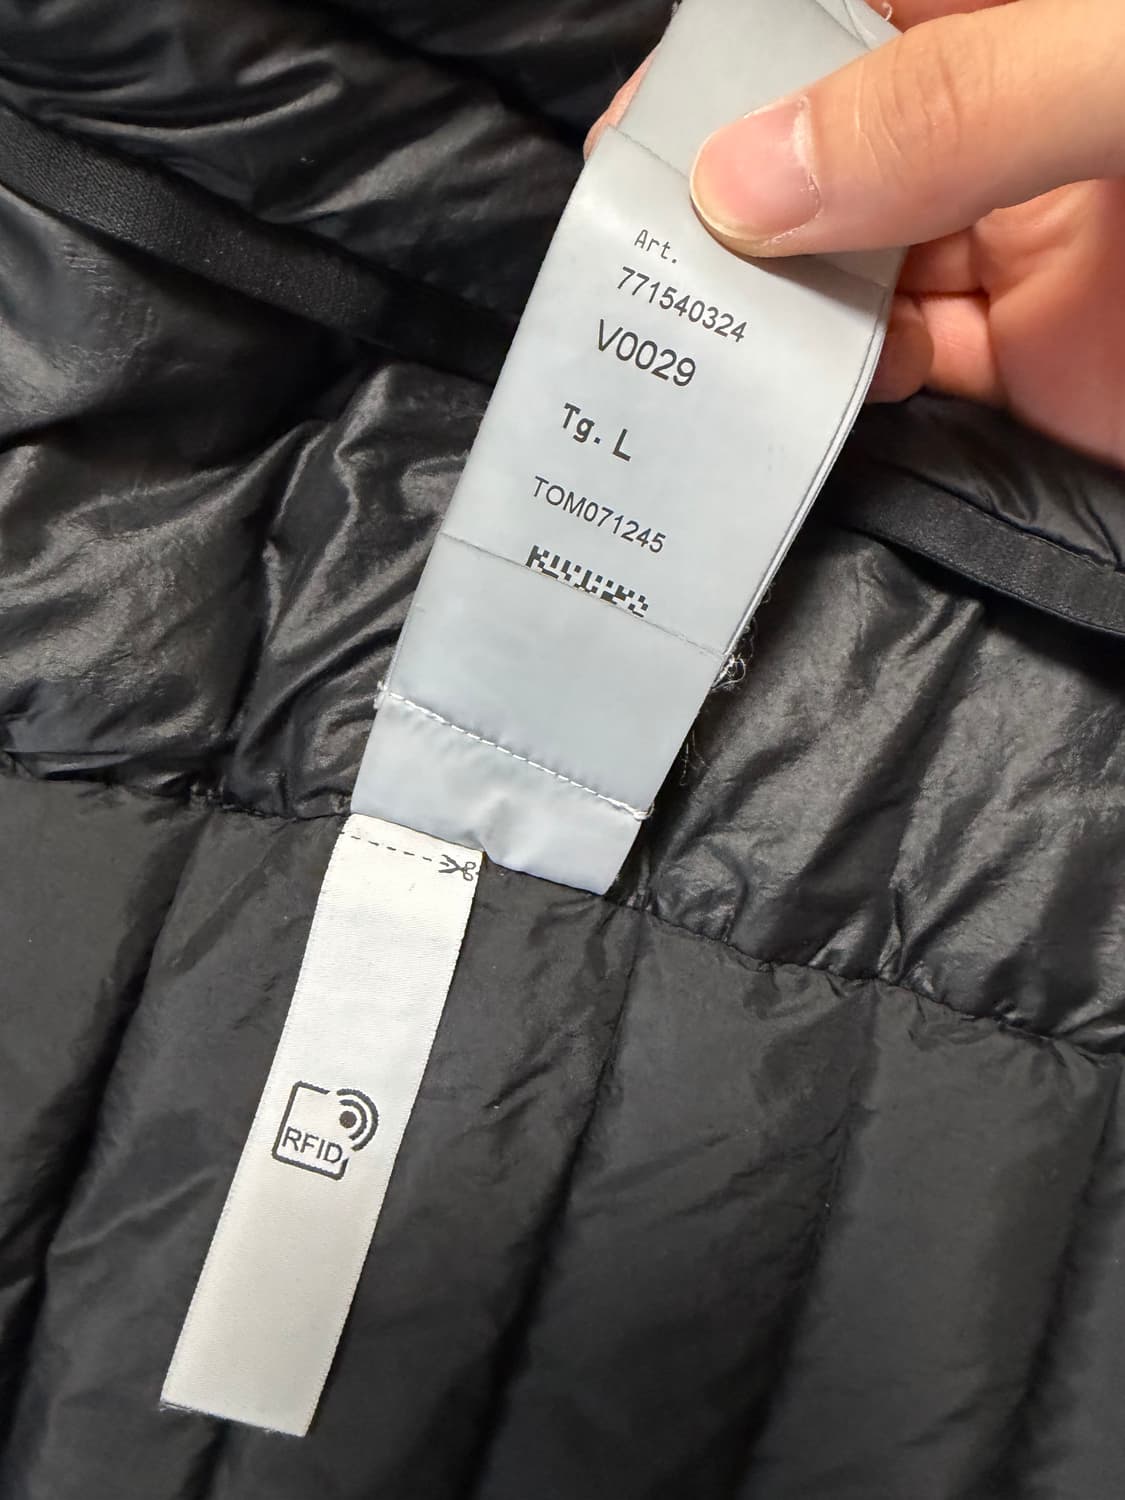 Art.
771540324
V0029
Tg. L
TOM071245
RFID